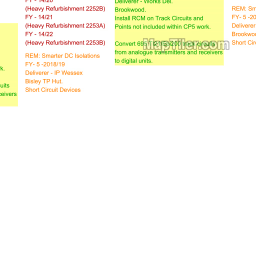 FY - 14/20
(Heavy Refurbishment 2252B)
FY - 14/21
(Heavy Refurbishment 2253A)
FY - 14/22
(Heavy Refurbishment 2253B)
REM: Smarter DC Isolations
FY- 5 -2018/19
Deliverer - IP Wessex
Bisley TP Hut
Short Circuit Devices
Deliverer - Works Del.
Brookwood.
Install RCM on Track Circuits and
Points not included within CP5 work.
Convert
from analogue transmitters and receivers
to digital units.
REM: Sm
FY- 5 -20
Deliverer
Brookwo
Short Circ
k.
uits
ceivers